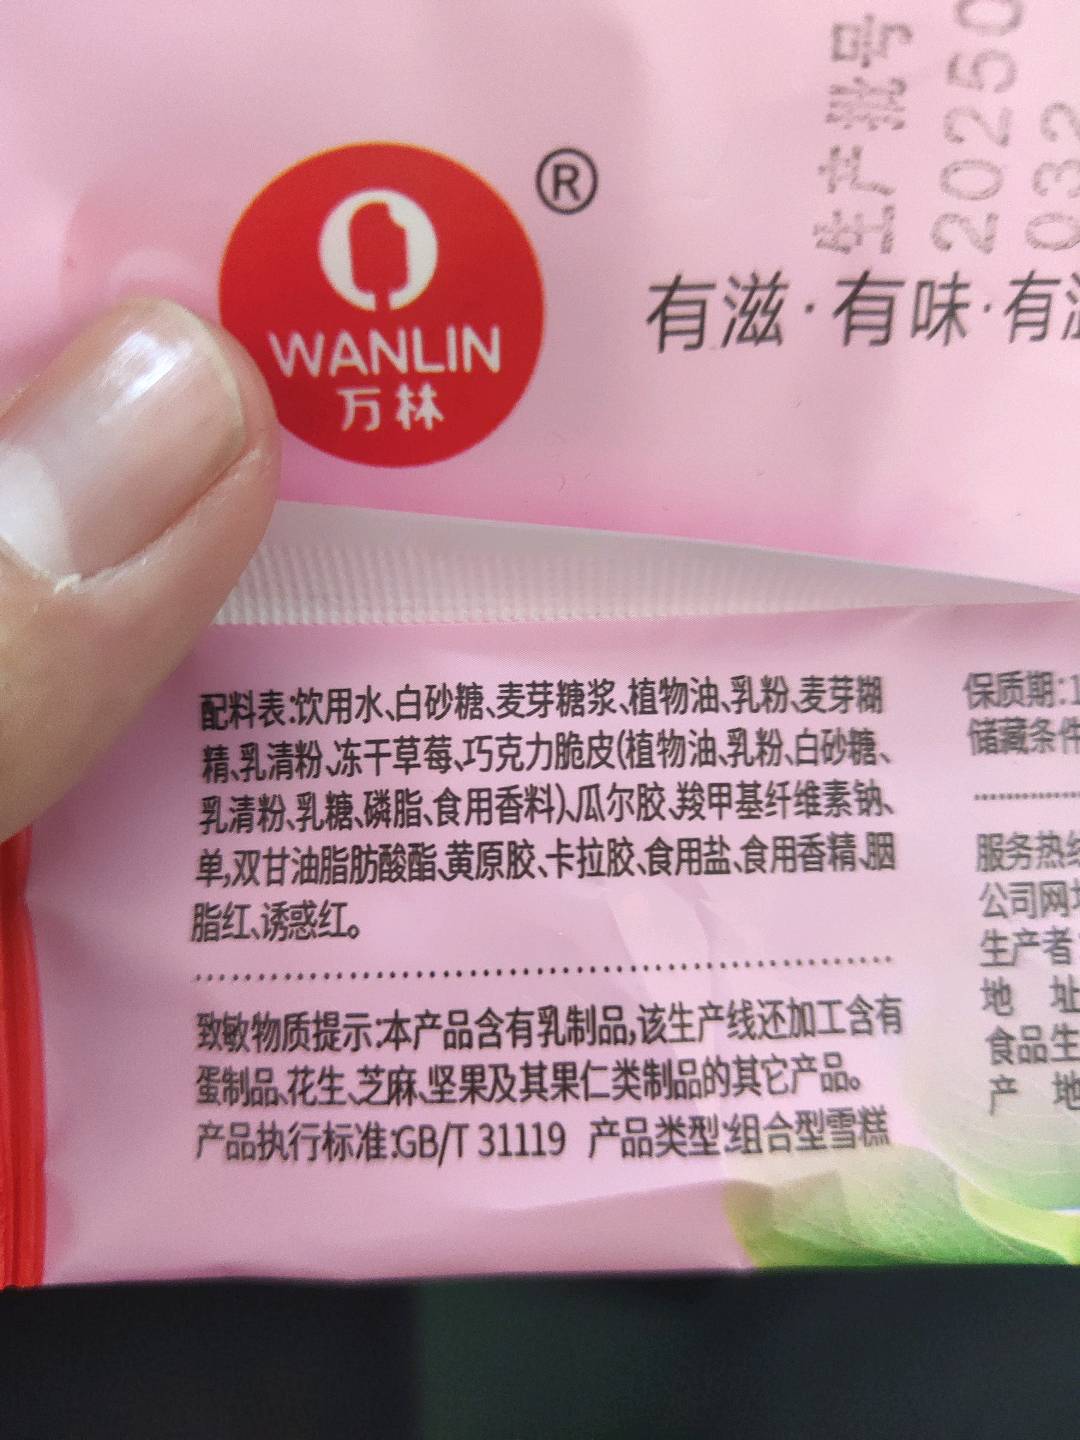 生产批号
20250
032
®
WANLIN
万林
有滋·有味·有
配料表:饮用水、白砂糖、麦芽糖浆、植物油、乳粉、麦芽糊
精、乳清粉、冻干草莓、巧克力脆皮(植物油、乳粉、白砂糖、
乳清粉、乳糖、磷脂、食用香料)、瓜尔胶、羧甲基纤维素钠、
单,双甘油脂肪酸酯、黄原胶、卡拉胶、食用盐、食用香精、胭
脂红、诱惑红。
致敏物质提示:本产品含有乳制品,该生产线还加工含有
蛋制品、花生、芝麻、坚果及其果仁类制品的其它产品。
产品执行标准:GB/T 31119 产品类型:组合型雪糕
保质期:1
储藏条件
服务热线
公司网址
生产者:
地 址
食品生
产 地